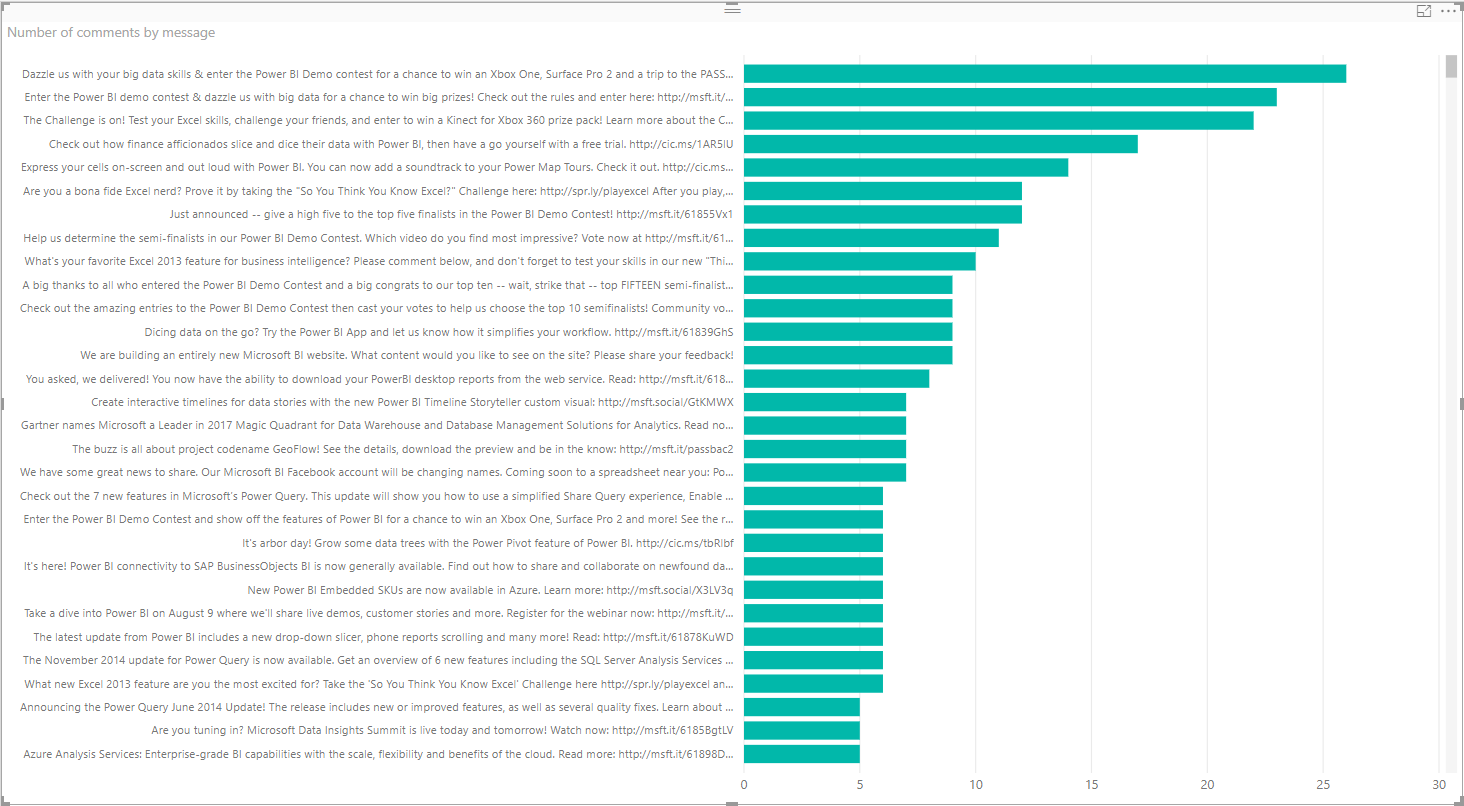 Number of comments by message
Dazzle us with your big data skills & enter the Power BI Demo contest for a chance to win an Xbox One, Surface Pro 2 and a trip to the PASS...
Enter the Power BI demo contest & dazzle us with big data for a chance to win big prizes! Check out the rules and enter here: http://msft.it/...
The Challenge is on! Test your Excel skills, challenge your friends, and enter to win a Kinect for Xbox 360 prize pack! Learn more about the C...
Check out how finance afficionados slice and dice their data with Power BI, then have a go yourself with a free trial. http://cic.ms/1AR5IU
Express your cells on-screen and out loud with Power BI. You can now add a soundtrack to your Power Map Tours. Check it out. http://cic.ms...
Are you a bona fide Excel nerd? Prove it by taking the "So You Think You Know Excel?" Challenge here: http://spr.ly/playexcel After you play,...
Just announced -- give a high five to the top five finalists in the Power BI Demo Contest! http://msft.it/61855Vx1
Help us determine the semi-finalists in our Power BI Demo Contest. Which video do you find most impressive? Vote now at http://msft.it/61...
What's your favorite Excel 2013 feature for business intelligence? Please comment below, and don't forget to test your skills in our new "Thi...
A big thanks to all who entered the Power BI Demo Contest and a big congrats to our top ten -- wait, strike that -- top FIFTEEN semi-finalist...
Check out the amazing entries to the Power BI Demo Contest then cast your votes to help us choose the top 10 semifinalists! Community vo...
Dicing data on the go? Try the Power BI App and let us know how it simplifies your workflow. http://msft.it/61839GhS
We are building an entirely new Microsoft BI website. What content would you like to see on the site? Please share your feedback!
You asked, we delivered! You now have the ability to download your PowerBI desktop reports from the web service. Read: http://msft.it/618...
Create interactive timelines for data stories with the new Power BI Timeline Storyteller custom visual: http://msft.social/GtKMWX
Gartner names Microsoft a Leader in 2017 Magic Quadrant for Data Warehouse and Database Management Solutions for Analytics. Read no...
The buzz is all about project codename GeoFlow! See the details, download the preview and be in the know: http://msft.it/passbac2
We have some great news to share. Our Microsoft BI Facebook account will be changing names. Coming soon to a spreadsheet near you: Po...
Check out the 7 new features in Microsoft's Power Query. This update will show you how to use a simplified Share Query experience, Enable ...
Enter the Power BI Demo Contest and show off the features of Power BI for a chance to win an Xbox One, Surface Pro 2 and more! See the r...
It's arbor day! Grow some data trees with the Power Pivot feature of Power BI. http://cic.ms/tbRlbf
It's here! Power BI connectivity to SAP BusinessObjects BI is now generally available. Find out how to share and collaborate on newfound da...
New Power BI Embedded SKUs are now available in Azure. Learn more: http://msft.social/X3LV3q
Take a dive into Power BI on August 9 where we'll share live demos, customer stories and more. Register for the webinar now: http://msft.it/...
The latest update from Power BI includes a new drop-down slicer, phone reports scrolling and many more! Read: http://msft.it/61878KuWD
The November 2014 update for Power Query is now available. Get an overview of 6 new features including the SQL Server Analysis Services ...
What new Excel 2013 feature are you the most excited for? Take the 'So You Think You Know Excel' Challenge here http://spr.ly/playexcel an...
Announcing the Power Query June 2014 Update! The release includes new or improved features, as well as several quality fixes. Learn about ...
Are you tuning in? Microsoft Data Insights Summit is live today and tomorrow! Watch now: http://msft.it/6185BgtLV
Azure Analysis Services: Enterprise-grade BI capabilities with the scale, flexibility and benefits of the cloud. Read more: http://msft.it/61898D...
0 5 10 15 20 25 30